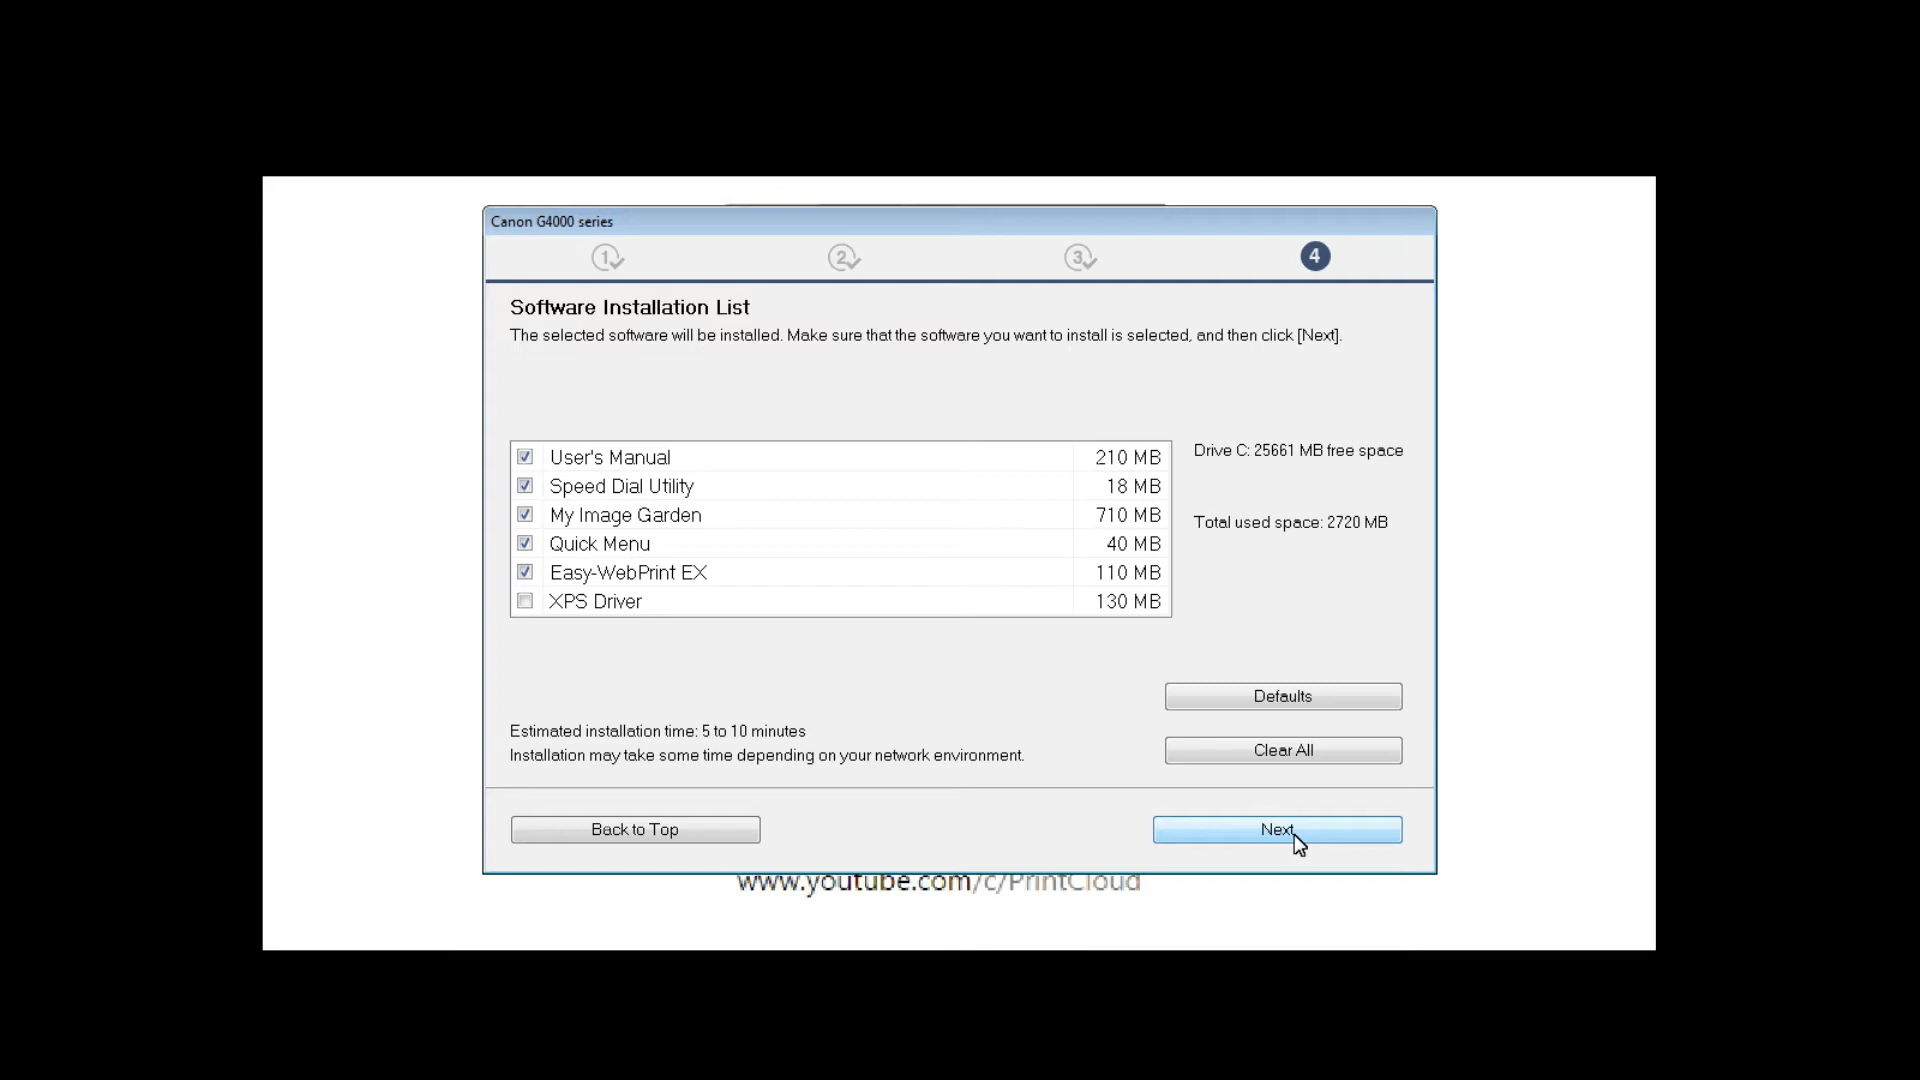 Canon G4000 series
1 2 3 4
Software Installation List
The selected software will be installed. Make sure that the software you want to install is selected, and then click [Next].
User's Manual 210 MB
Speed Dial Utility 18 MB
My Image Garden 710 MB
Quick Menu 40 MB
Easy-WebPrint EX 110 MB
XPS Driver 130 MB
Drive C: 25661 MB free space
Total used space: 2720 MB
Defaults
Estimated installation time: 5 to 10 minutes
Installation may take some time depending on your network environment.
Clear All
Back to Top
Next
www.youtube.com/c/PrintCloud